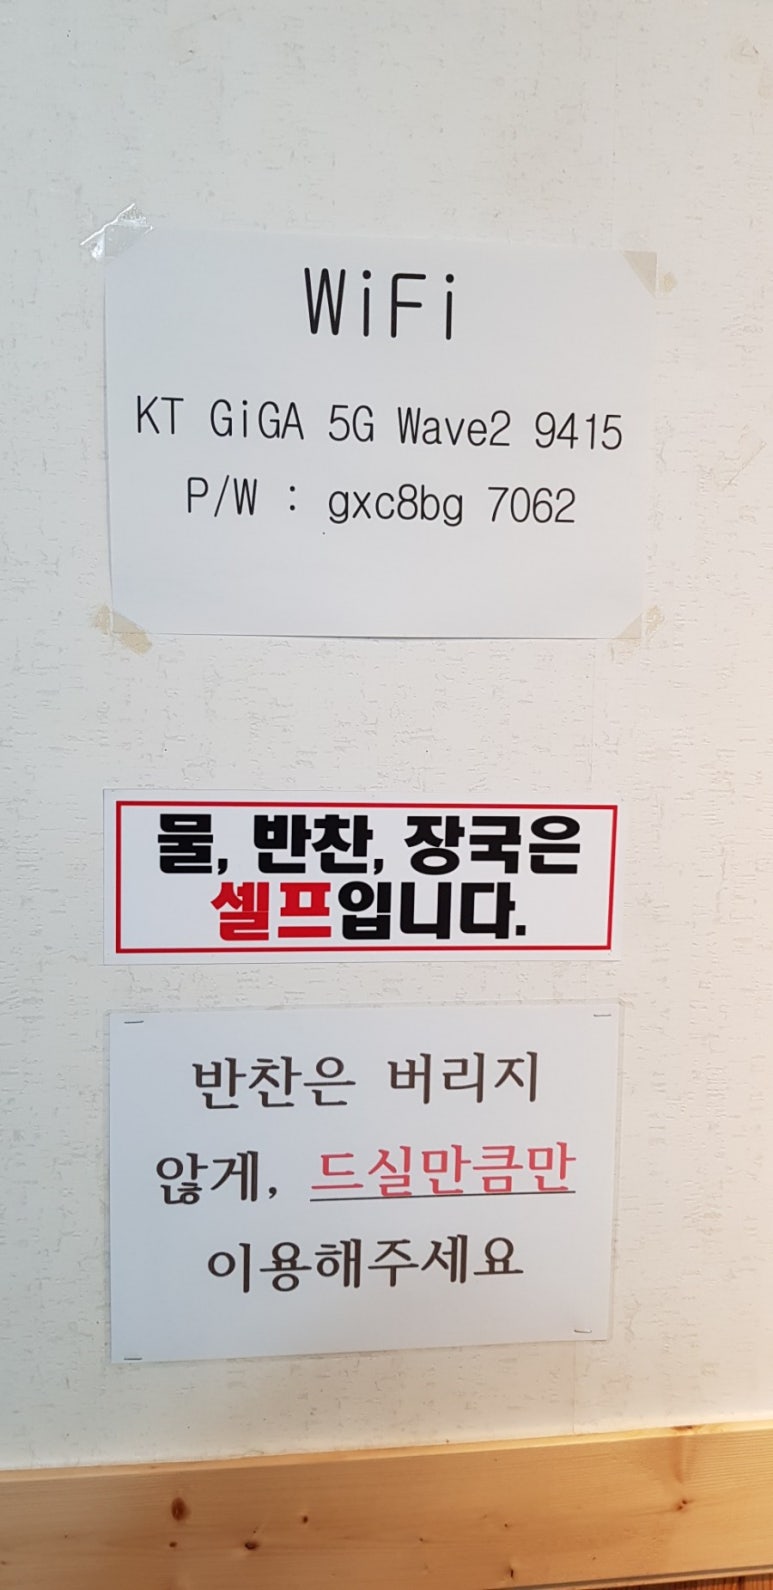 WiFi
KT GiGA 5G Wave2 9415
P/W : gxc8bg 7062
물, 반찬, 장국은
셀프입니다.
반찬은 버리지
않게, 드실만큼만
이용해주세요